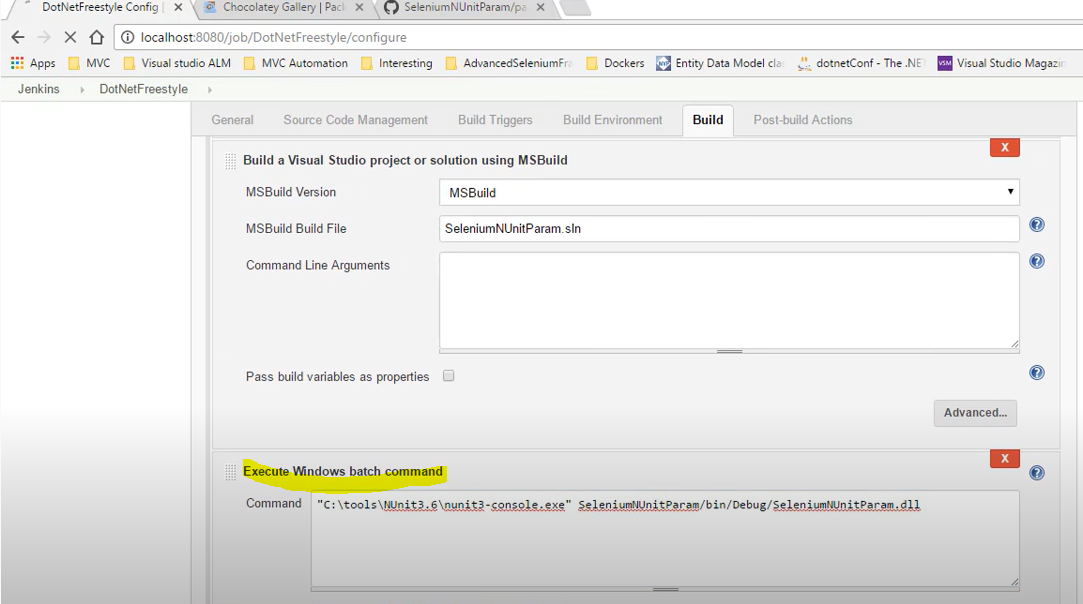 DotNetFreestyle Config [
Chocolatey Gallery | Pack
SeleniumNUnitParam/pa
localhost:8080/job/DotNetFreestyle/configure
Apps MVC Visual studio ALM MVC Automation Interesting AdvancedSeleniumFra Dockers Entity Data Model cla dotnetConf - The .NET Visual Studio Magazin
Jenkins DotNetFreestyle
General Source Code Management Build Triggers Build Environment Build Post-build Actions
Build a Visual Studio project or solution using MSBuild X
MSBuild Version MSBuild
MSBuild Build File SeleniumNUnitParam.sln
Command Line Arguments
Pass build variables as properties
Advanced...
Execute Windows batch command X
Command "C:\tools\NUnit3.6\nunit3-console.exe" SeleniumNUnitParam/bin/Debug/SeleniumNUnitParam.dll